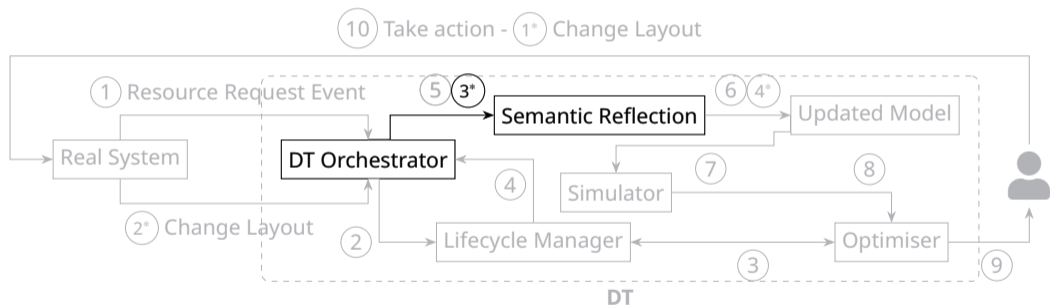 10 Take action - 1* Change Layout
1 Resource Request Event
5 3*
6 4*
Semantic Reflection
Updated Model
Real System
DT Orchestrator
4
7
8
Simulator
2* Change Layout
2
Lifecycle Manager
3
Optimiser
9
DT